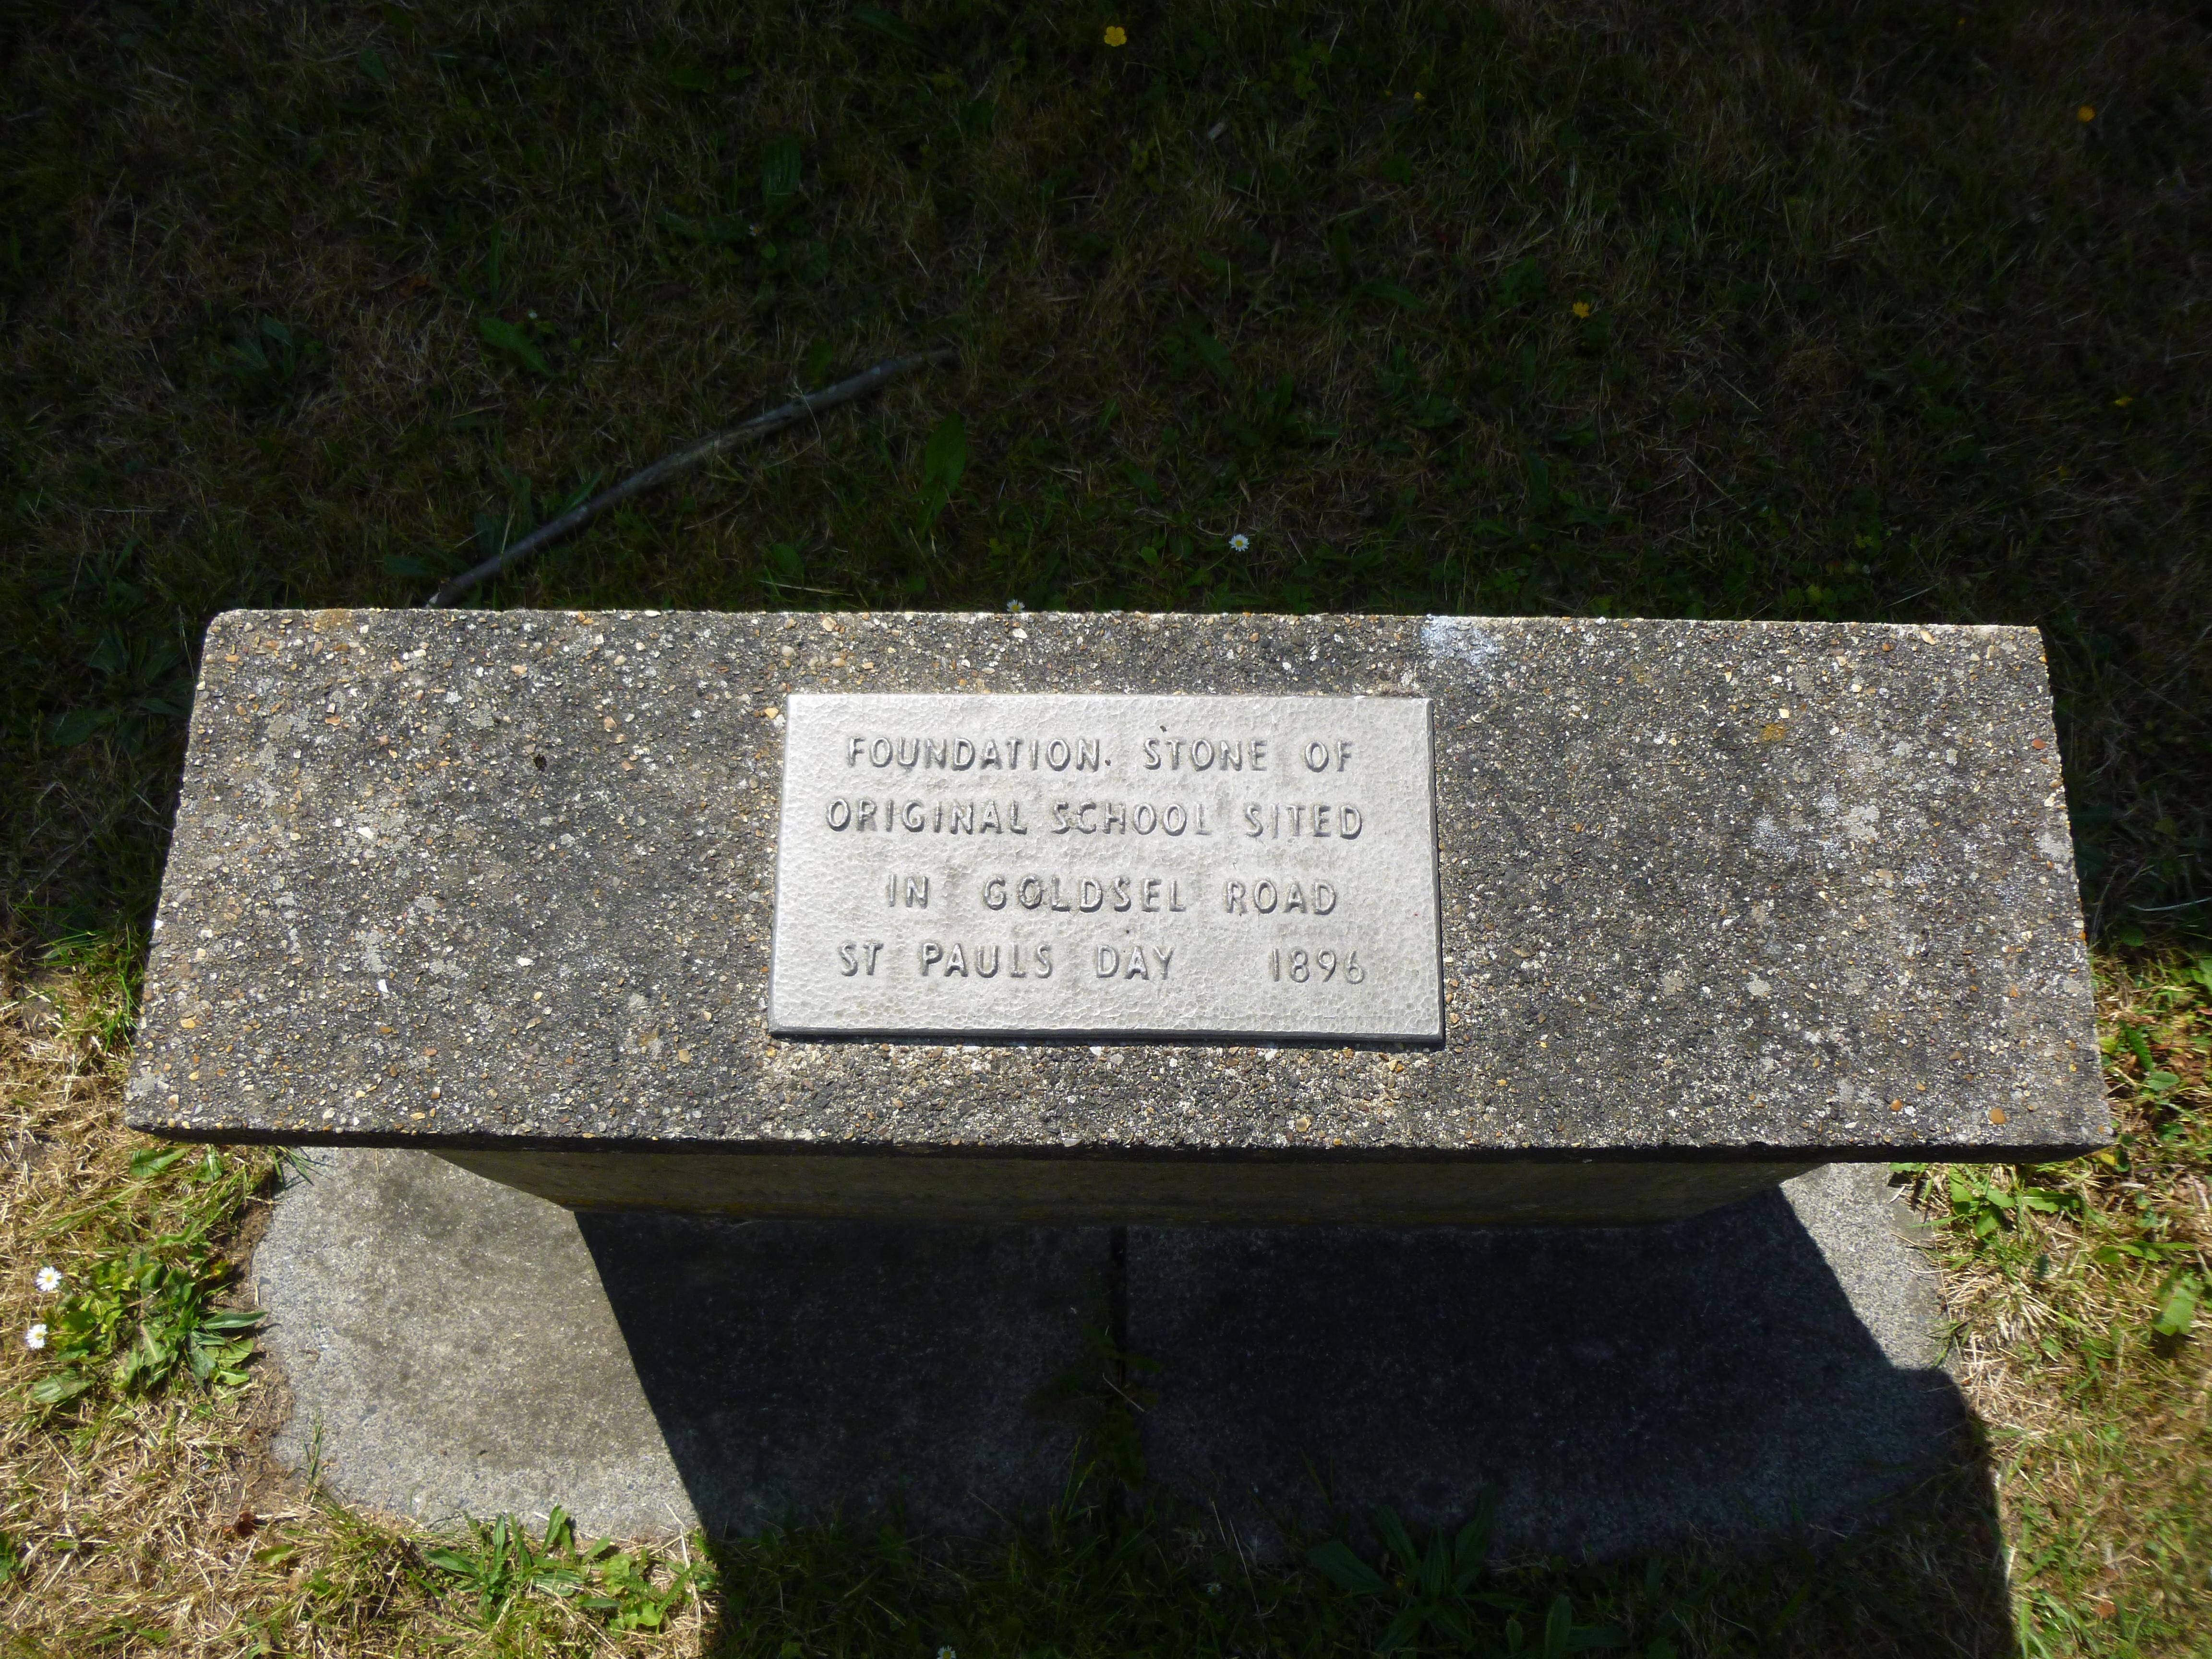 FOUNDATION. STONE OF
ORIGINAL SCHOOL SITED
IN GOLDSEL ROAD
ST PAULS DAY 1896